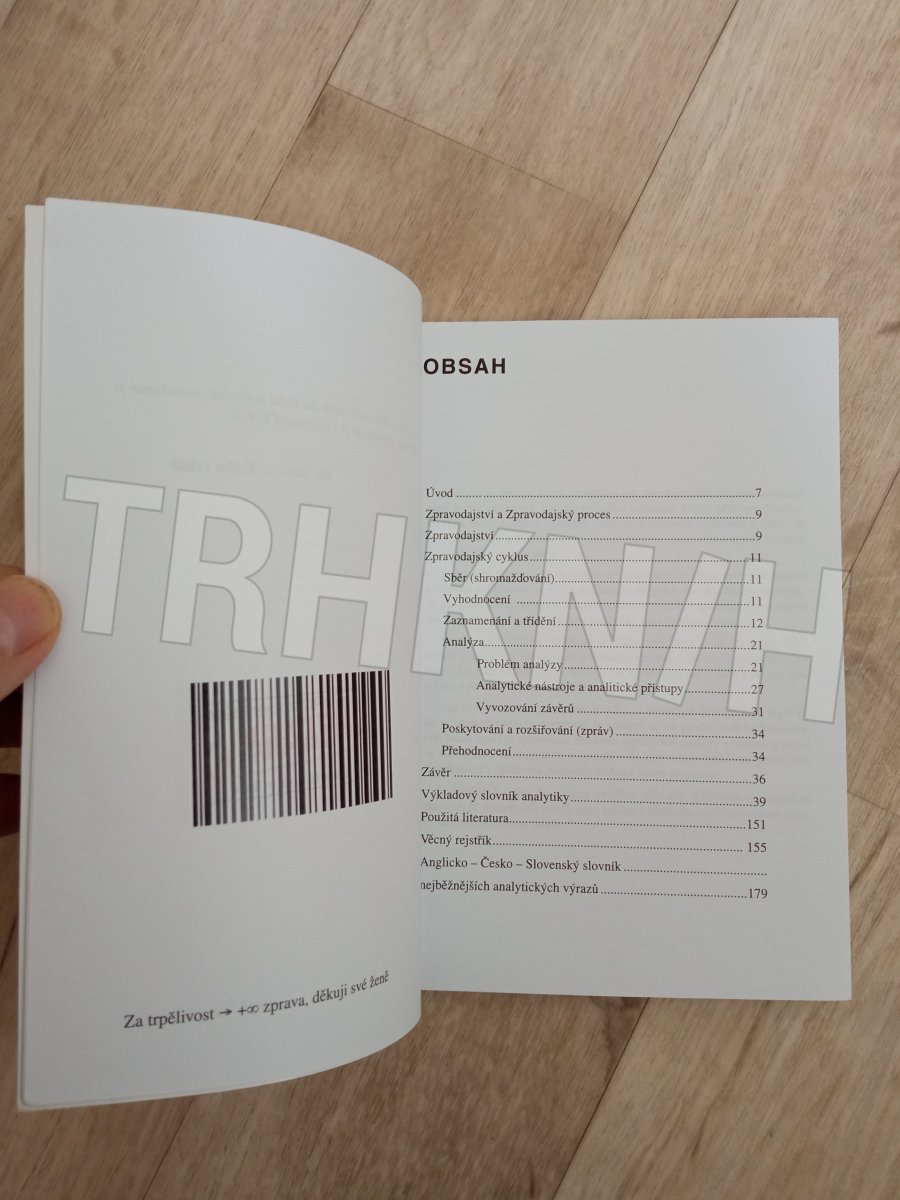 TRHKNIH
Za trpělivost → +∞ zprava, děkuji své ženě
OBSAH
Úvod ........................................................ 7
Zpravodajství a Zpravodajský proces ........................................ 9
Zpravodajství ........................................................ 9
Zpravodajský cyklus ........................................................ 11
Sběr (shromažďování) ........................................................ 11
Vyhodnocení ........................................................ 11
Zaznamenání a třídění ........................................................ 12
Analýza ........................................................ 21
Problém analýzy ........................................................ 21
Analytické nástroje a analitické přístupy ................ 27
Vyvozování závěrů ........................................................ 31
Poskytování a rozšiřování (zpráv) ................................ 34
Přehodnocení ........................................................ 34
Závěr ........................................................ 36
Výkladový slovník analytiky ........................................ 39
Použitá literatura ........................................................ 151
Věcný rejstřík ........................................................ 155
Anglicko – Česko – Slovenský slovník ................................
nejběžnějších analytických výrazů ................................ 179